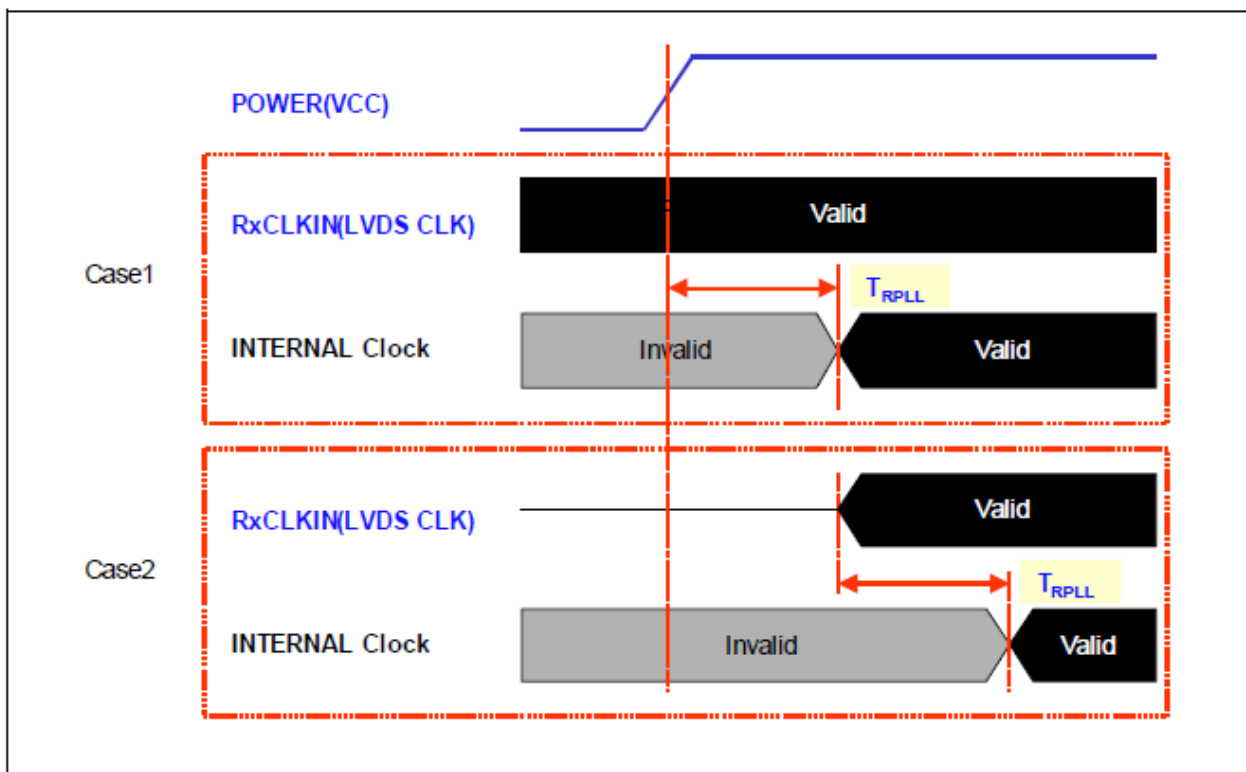 POWER(VCC)
RxCLKIN(LVDS CLK)
Valid
Case1
TRPLL
INTERNAL Clock
Invalid
Valid
RxCLKIN(LVDS CLK)
Valid
Case2
TRPLL
INTERNAL Clock
Invalid
Valid